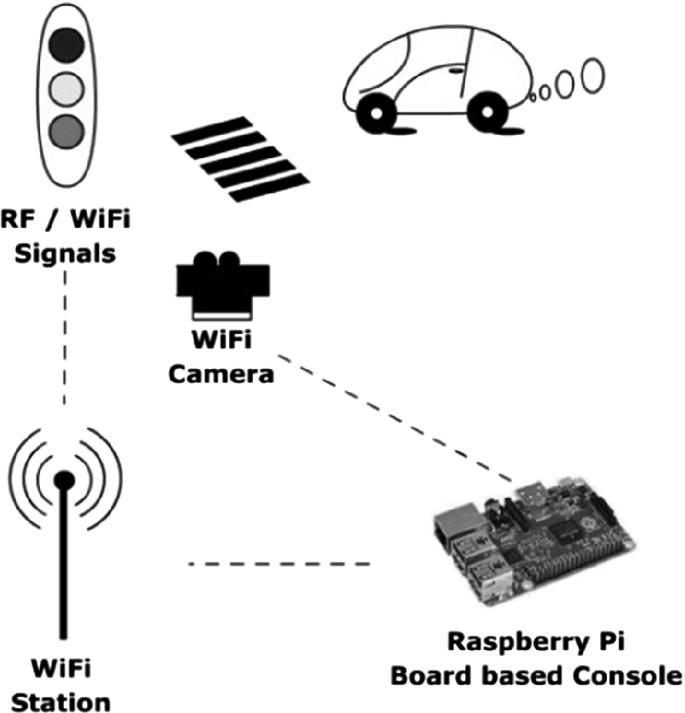 RF / WiFi
Signals
WiFi
Camera
WiFi
Station
Raspberry Pi
Board based Console